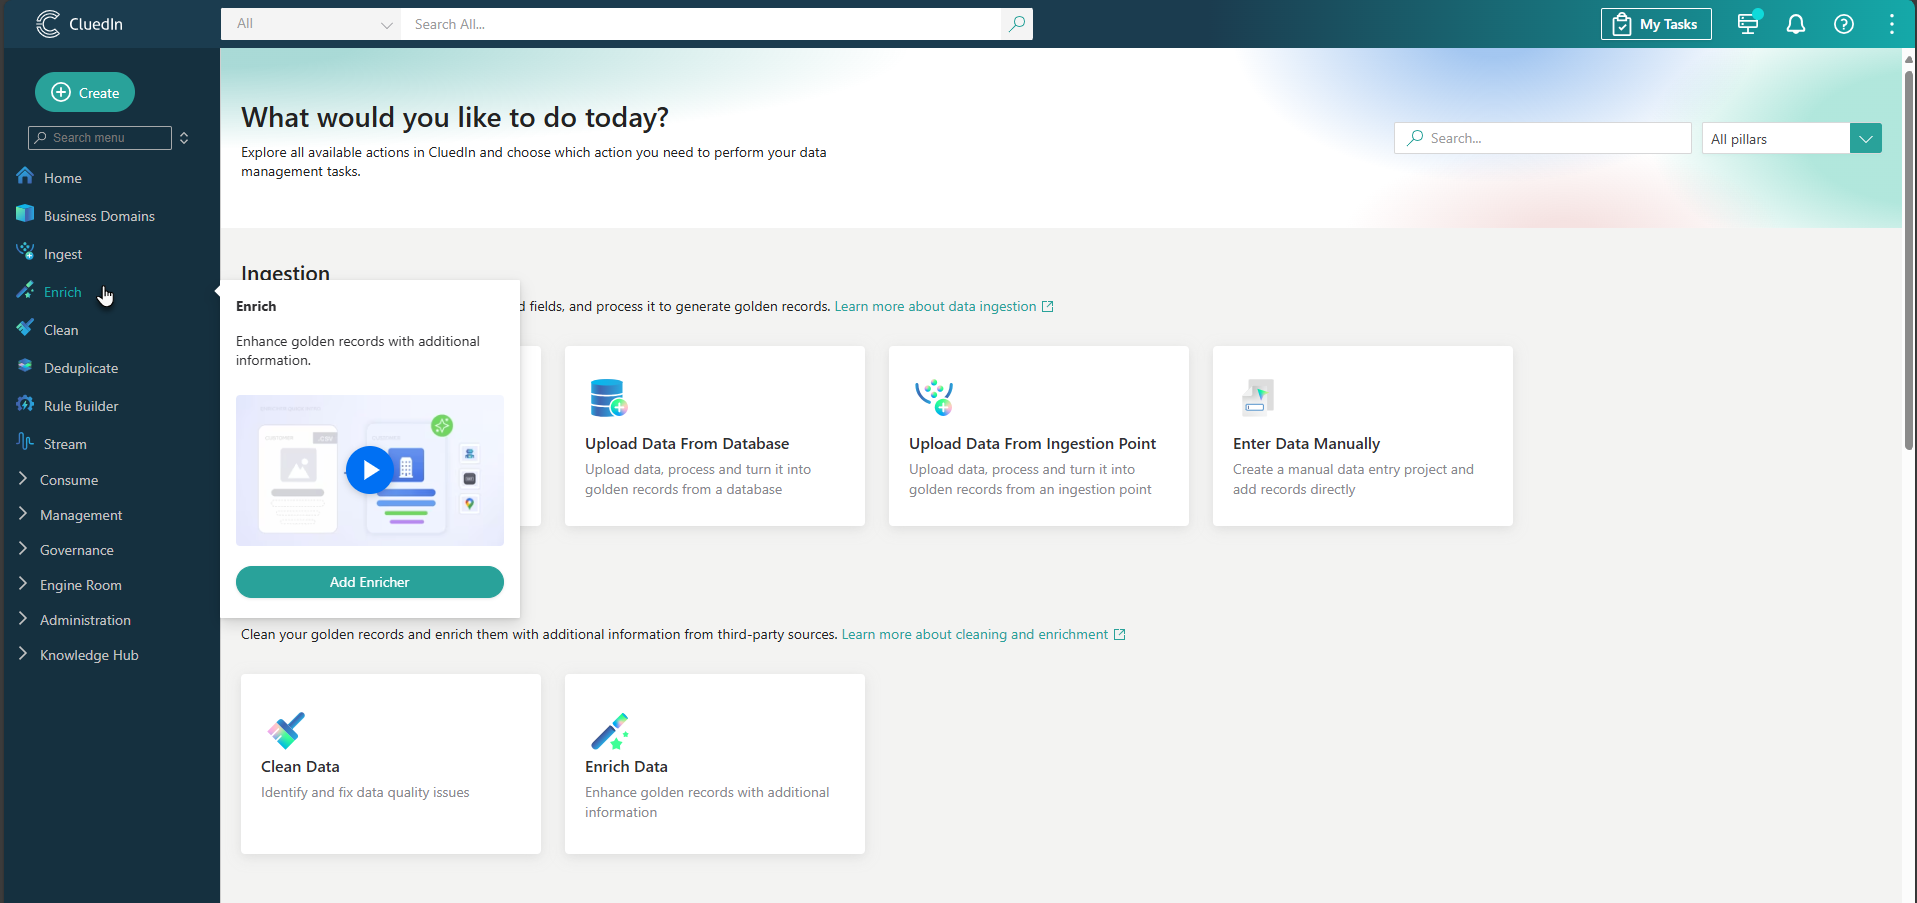 CluedIn
All
Search All...
My Tasks
Create
Search menu
Home
Business Domains
Ingest
Enrich
Clean
Deduplicate
Rule Builder
Stream
Consume
Management
Governance
Engine Room
Administration
Knowledge Hub
What would you like to do today?
Explore all available actions in CluedIn and choose which action you need to perform your data
management tasks.
Search...
All pillars
Ingestion
d fields, and process it to generate golden records. Learn more about data ingestion
Enrich
Enhance golden records with additional
information.
Add Enricher
Upload Data From Database
Upload data, process and turn it into
golden records from a database
Upload Data From Ingestion Point
Upload data, process and turn it into
golden records from an ingestion point
Enter Data Manually
Create a manual data entry project and
add records directly
Clean your golden records and enrich them with additional information from third-party sources. Learn more about cleaning and enrichment
Clean Data
Identify and fix data quality issues
Enrich Data
Enhance golden records with additional
information